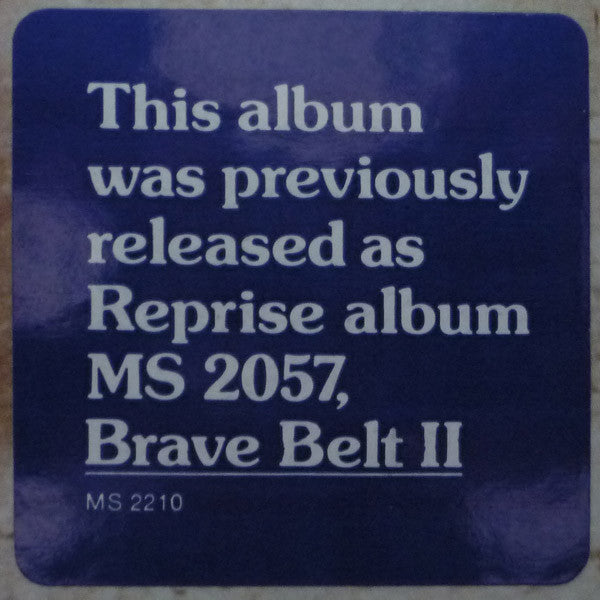 This album
was previously
released as
Reprise album
MS 2057,
Brave Belt II
MS 2210